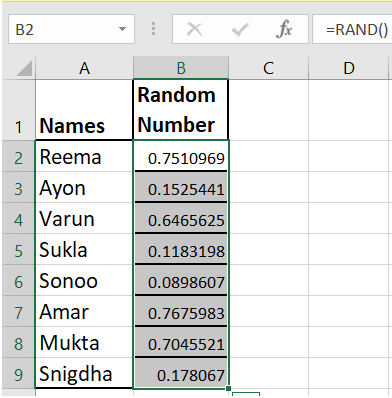 B2 fx =RAND()
A B C D
1 Names Random Number
2 Reema 0.7510969
3 Ayon 0.1525441
4 Varun 0.6465625
5 Sukla 0.1183198
6 Sonoo 0.0898607
7 Amar 0.7675983
8 Mukta 0.7045521
9 Snigdha 0.178067